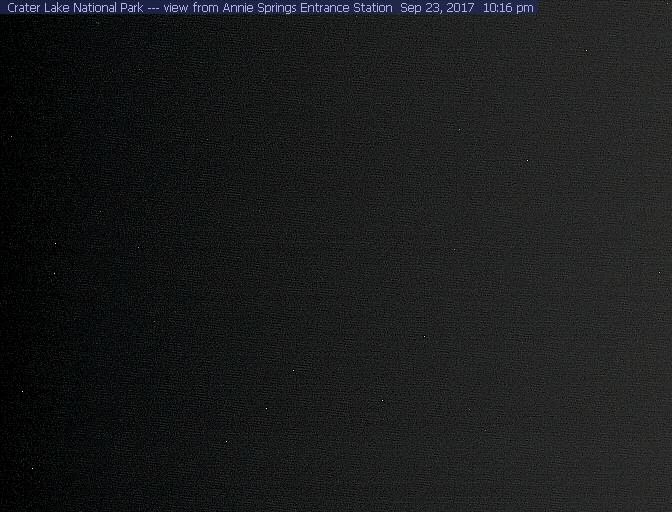 Crater Lake National Park --- view from Annie Springs Entrance Station Sep 23, 2017 10:16 pm